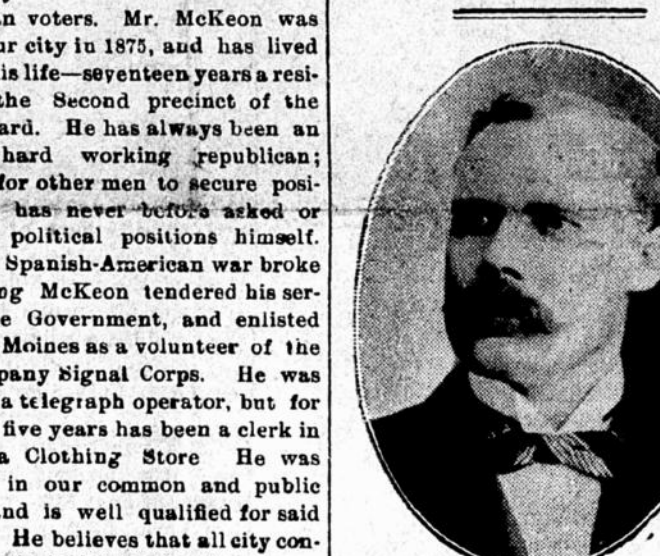 n voters. Mr. McKeon was
ur city in 1875, and has lived
is life—seventeen years a resi-
the Second precinct of the
ard. He has always been an
hard working republican;
for other men to secure posi-
has never before asked or
political positions himself.
Spanish-American war broke
ng McKeon tendered his ser-
e Government, and enlisted
Moines as a volunteer of the
pany Signal Corps. He was
a telegraph operator, but for
five years has been a clerk in
a Clothing Store He was
in our common and public
nd is well qualified for said
He believes that all city con-